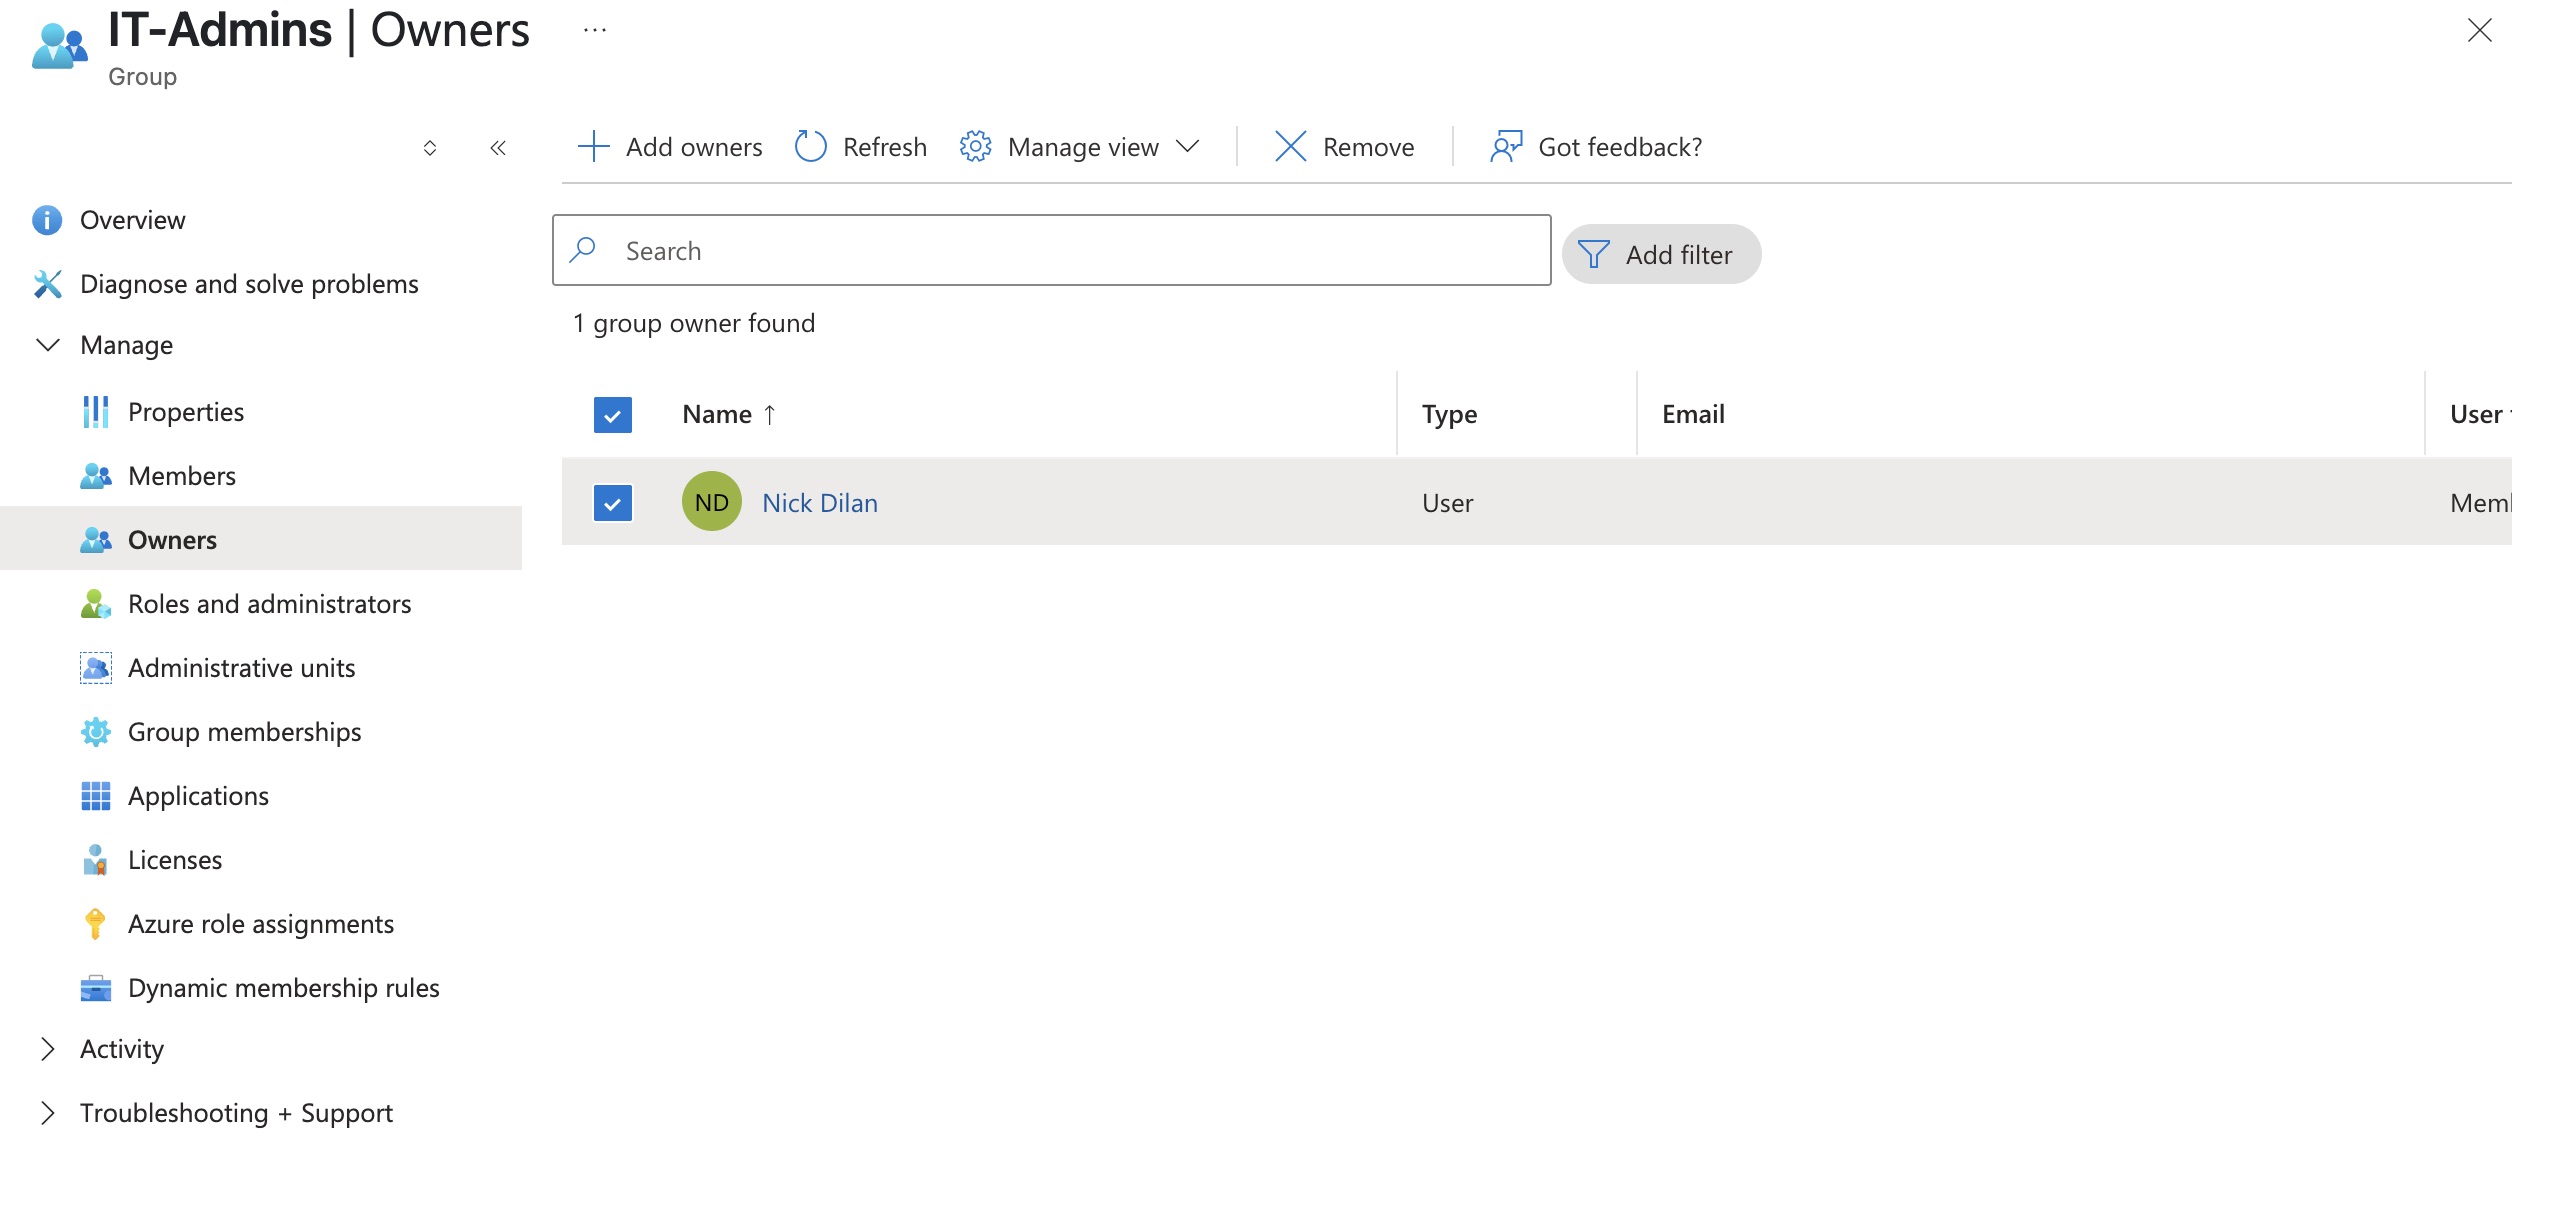 IT-Admins | Owners ...
Group
Add owners Refresh Manage view Remove Got feedback?
Overview
Diagnose and solve problems
Manage
Properties
Members
Owners
Roles and administrators
Administrative units
Group memberships
Applications
Licenses
Azure role assignments
Dynamic membership rules
Activity
Troubleshooting + Support
Search Add filter
1 group owner found
Name ↑ Type Email User
ND Nick Dilan User